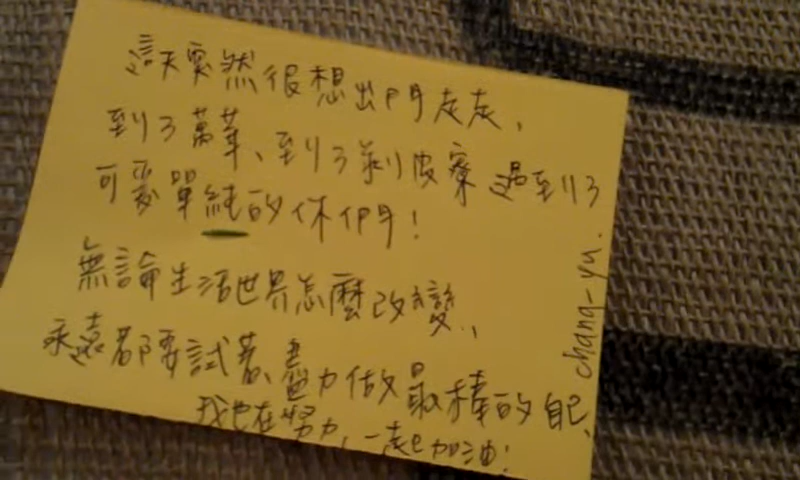 這天突然很想出門走走、
到了萬華、到了剝皮寮 遇到了
可愛單純的你們!
無論生活世界怎麼改變、
永遠都要試著、盡力做最棒的自己、
我也在努力、一起加油!
chang-yu.